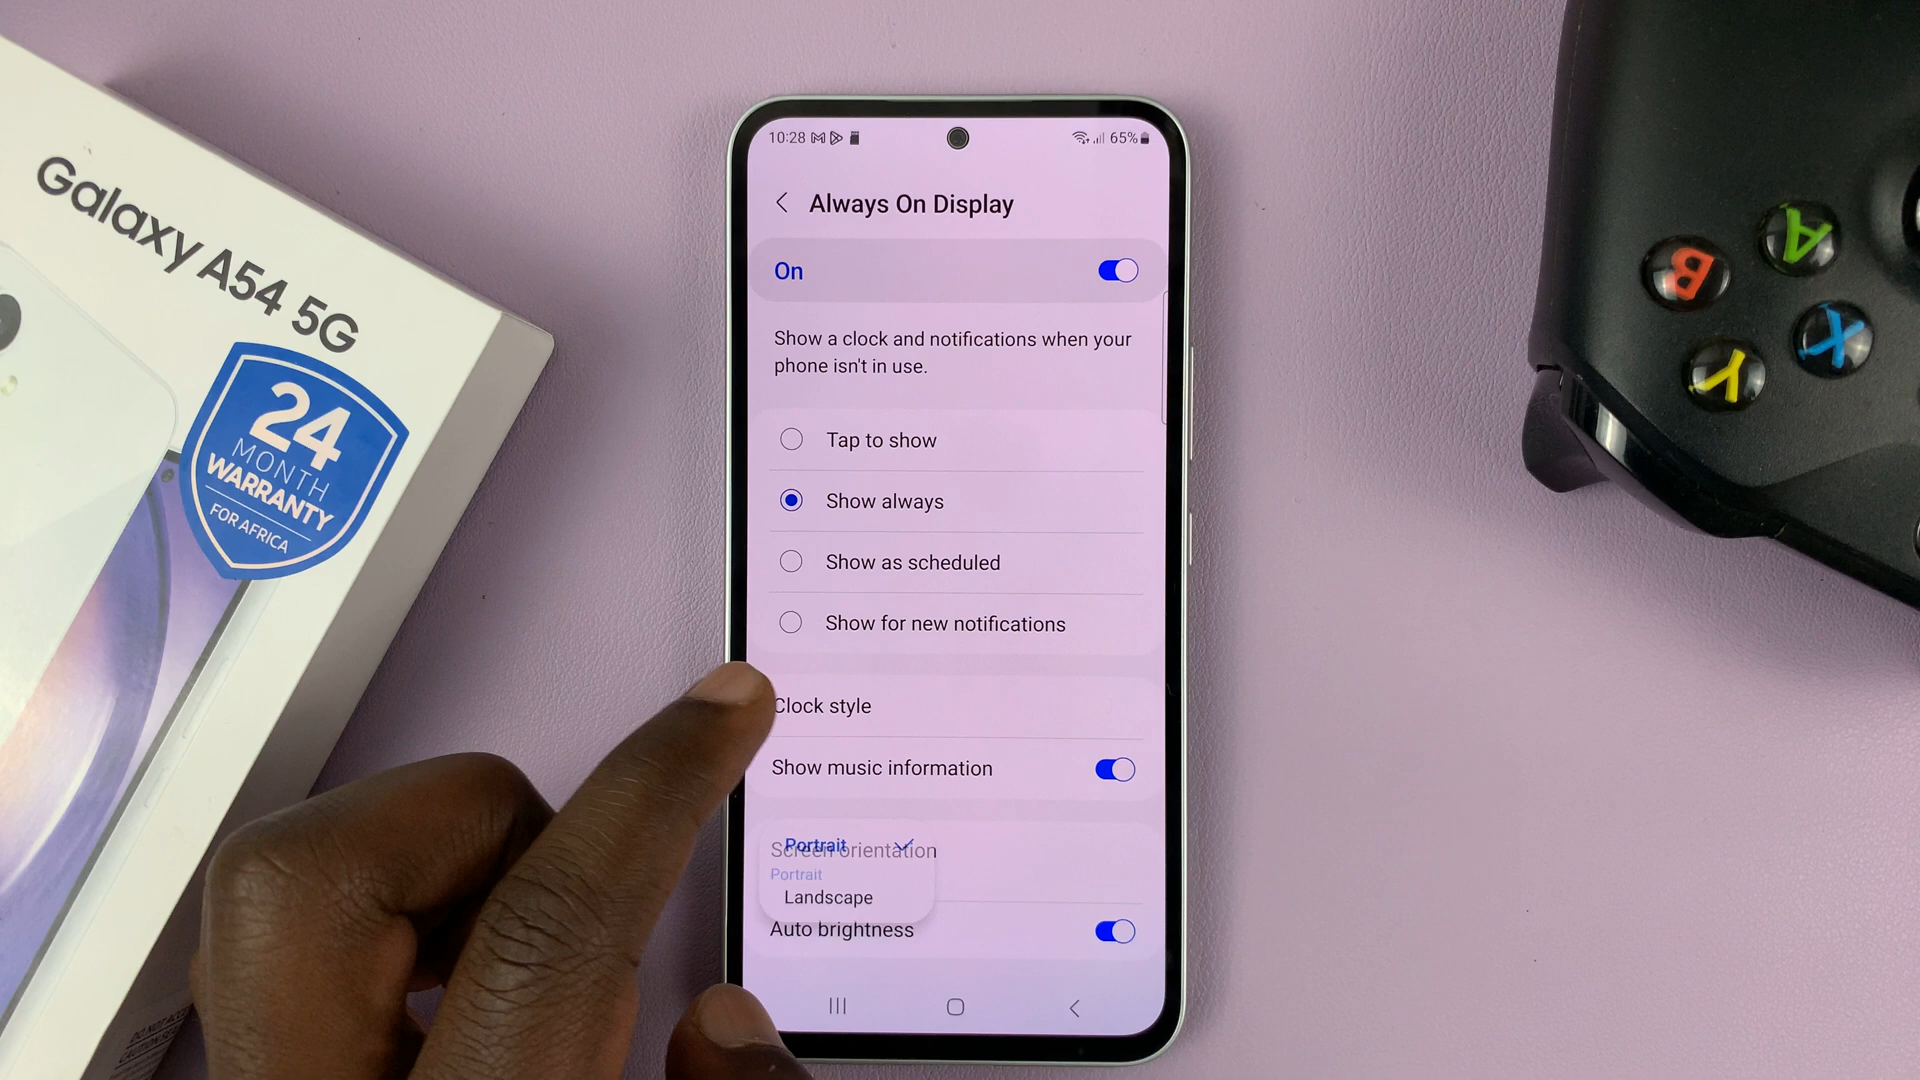 Galaxy A54 5G
24
MONTH
WARRANTY
FOR AFRICA
10:28
65%
Always On Display
On
Show a clock and notifications when your
phone isn't in use.
Tap to show
Show always
Show as scheduled
Show for new notifications
Clock style
Show music information
Portrait
Screen orientation
Portrait
Landscape
Auto brightness
A
B
X
Y